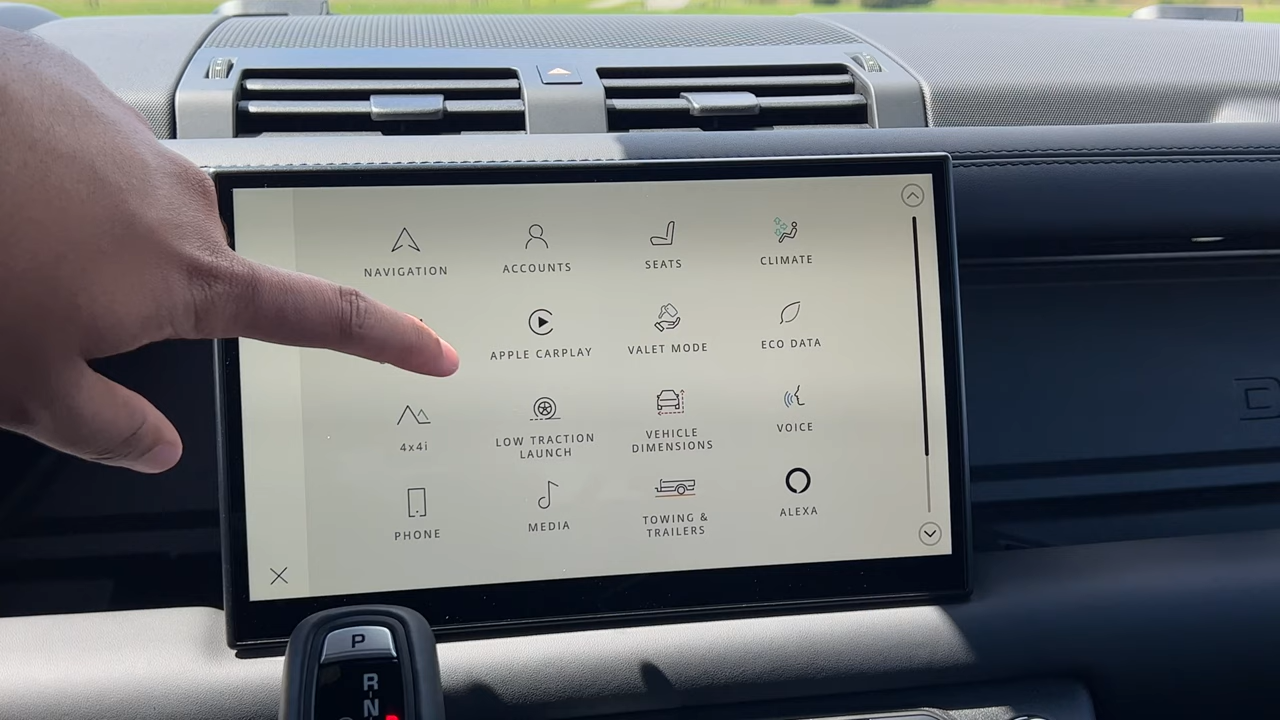 NAVIGATION
ACCOUNTS
SEATS
CLIMATE
APPLE CARPLAY
VALET MODE
ECO DATA
4x4i
LOW TRACTION
LAUNCH
VEHICLE
DIMENSIONS
VOICE
PHONE
MEDIA
TOWING &
TRAILERS
ALEXA
P
R
N
D